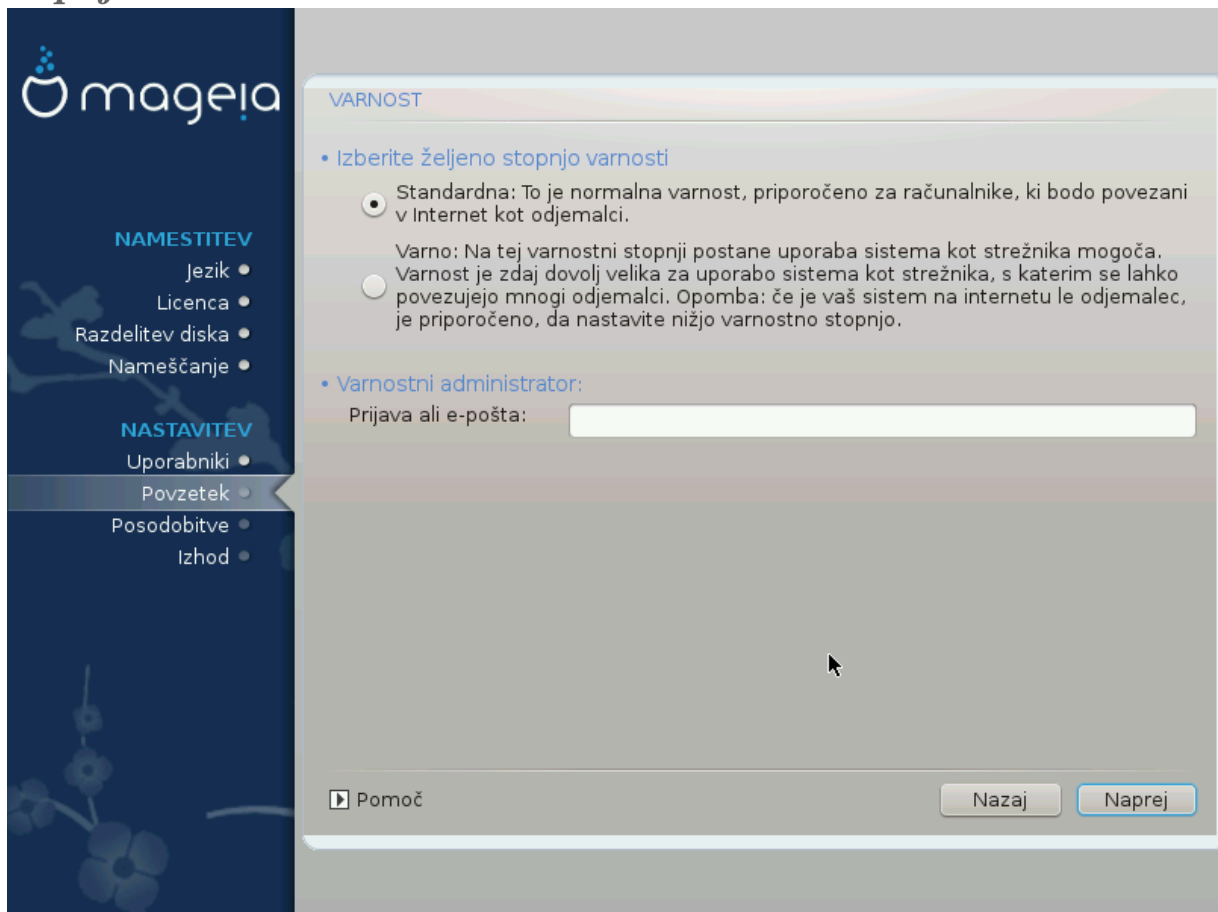 mageia
NAMESTITEV
Jezik
Licenca
Razdelitev diska
Nameščanje
NASTAVITEV
Uporabniki
Povzetek
Posodobitve
Izhod
VARNOST
• Izberite željeno stopnjo varnosti
Standardna: To je normalna varnost, priporočeno za računalnike, ki bodo povezani
v Internet kot odjemalci.
Varno: Na tej varnostni stopnji postane uporaba sistema kot strežnika mogoča.
Varnost je zdaj dovolj velika za uporabo sistema kot strežnika, s katerim se lahko
povezujejo mnogi odjemalci. Opomba: če je vaš sistem na internetu le odjemalec,
je priporočeno, da nastavite nižjo varnostno stopnjo.
• Varnostni administrator:
Prijava ali e-pošta:
Pomoč
Nazaj
Naprej